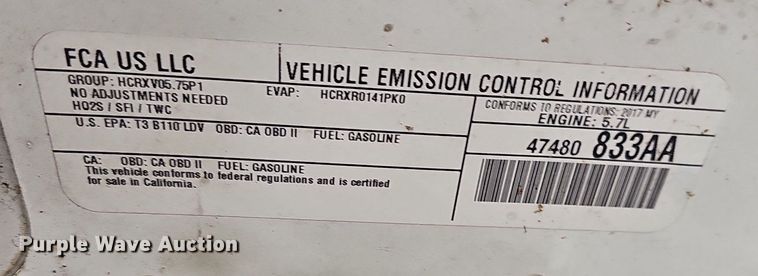 FCA US LLC
VEHICLE EMISSION CONTROL INFORMATION
GROUP: HCRXV05.75P1
EVAP: HCRXR0141PK0
NO ADJUSTMENTS NEEDED
HO2S / SFI / TWC
CONFORMS TO REGULATIONS: 2017 MY
ENGINE: 5.7L
U.S. EPA: T3 B110 LDV OBD: CA OBD II FUEL: GASOLINE
47480 833AA
CA: OBD: CA OBD II FUEL: GASOLINE
This vehicle conforms to federal regulations and is certified
for sale in California.
Purple Wave Auction